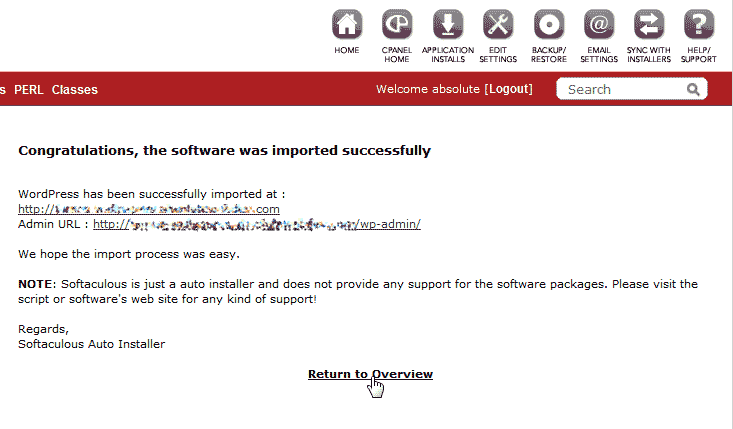 HOME
CPANEL HOME
APPLICATION INSTALLS
EDIT SETTINGS
BACKUP/ RESTORE
EMAIL SETTINGS
SYNC WITH INSTALLERS
HELP/ SUPPORT
s PERL Classes
Welcome absolute [Logout]
Search
Congratulations, the software was imported successfully
WordPress has been successfully imported at :
http:// .com
Admin URL : http:// /wp-admin/
We hope the import process was easy.
NOTE: Softaculous is just a auto installer and does not provide any support for the software packages. Please visit the
script or software's web site for any kind of support!
Regards,
Softaculous Auto Installer
Return to Overview